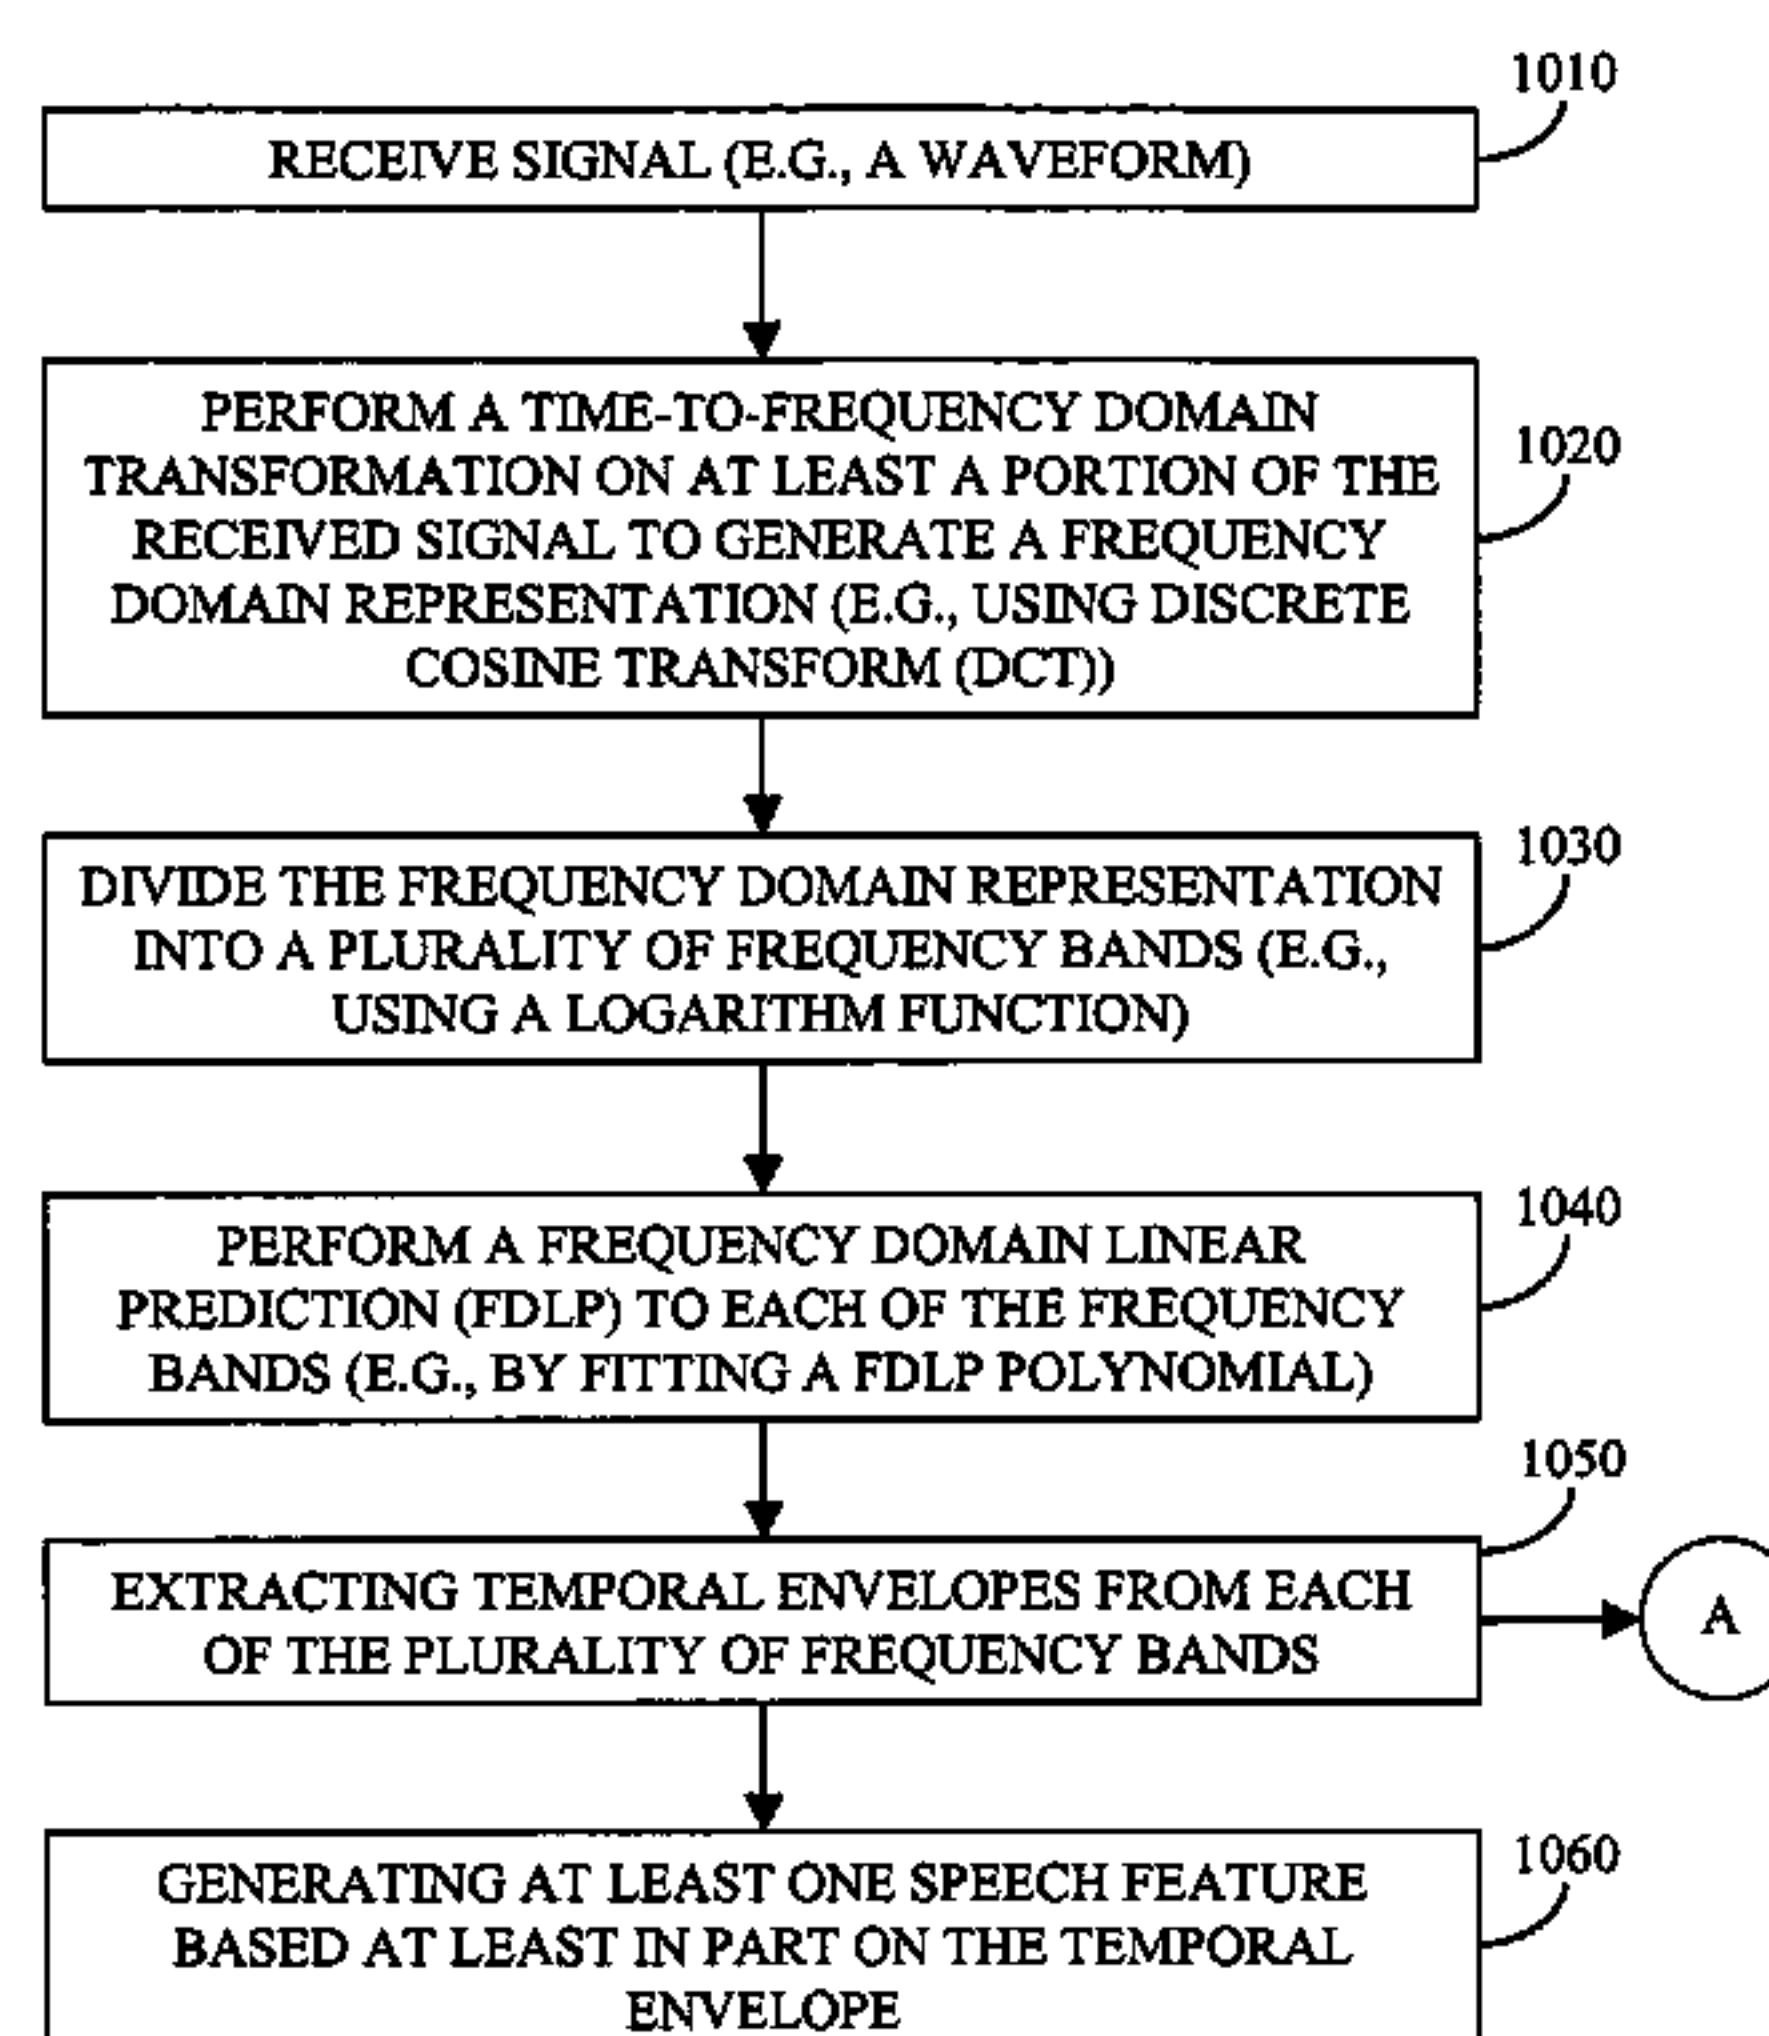 1010
RECEIVE SIGNAL (E.G., A WAVEFORM)
PERFORM A TIME-TO-FREQUENCY DOMAIN
TRANSFORMATION ON AT LEAST A PORTION OF THE
RECEIVED SIGNAL TO GENERATE A FREQUENCY
DOMAIN REPRESENTATION (E.G., USING DISCRETE
COSINE TRANSFORM (DCT))
1020
DIVIDE THE FREQUENCY DOMAIN REPRESENTATION
INTO A PLURALITY OF FREQUENCY BANDS (E.G.,
USING A LOGARITHM FUNCTION)
1030
PERFORM A FREQUENCY DOMAIN LINEAR
PREDICTION (FDLP) TO EACH OF THE FREQUENCY
BANDS (E.G., BY FITTING A FDLP POLYNOMIAL)
1040
1050
EXTRACTING TEMPORAL ENVELOPES FROM EACH
OF THE PLURALITY OF FREQUENCY BANDS
A
GENERATING AT LEAST ONE SPEECH FEATURE
BASED AT LEAST IN PART ON THE TEMPORAL
ENVELOPE
1060